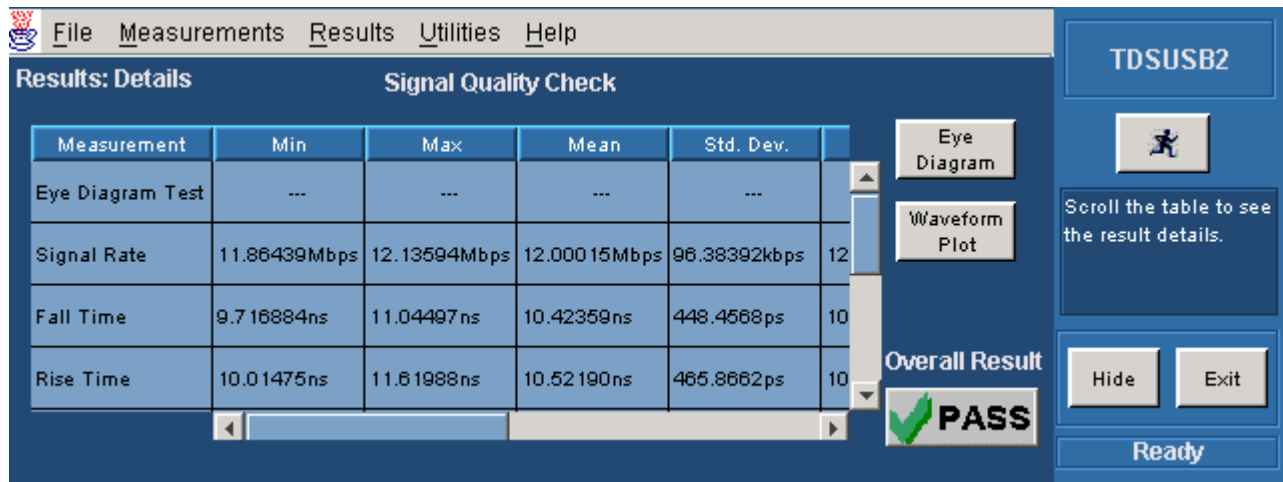 File Measurements Results Utilities Help
TDSUSB2
Results: Details
Signal Quality Check
Measurement Min Max Mean Std. Dev.
Eye Diagram Test --- --- --- ---
Signal Rate 11.86439Mbps 12.13594Mbps 12.00015Mbps 96.38392kbps 12
Fall Time 9.716884ns 11.04497ns 10.42359ns 448.4568ps 10
Rise Time 10.01475ns 11.61988ns 10.52190ns 465.8662ps 10
Eye
Diagram
Waveform
Plot
Overall Result
PASS
Scroll the table to see
the result details.
Hide Exit
Ready